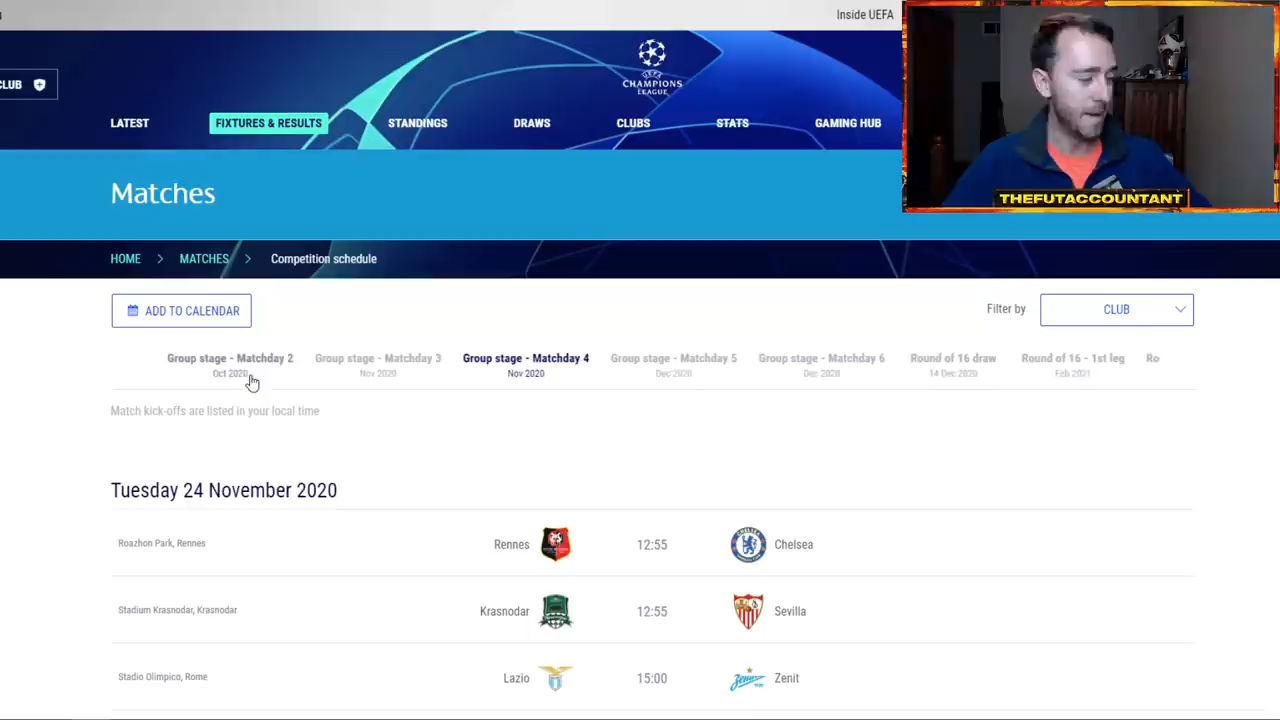 Inside UEFA
CLUB
UEFA
CHAMPIONS
LEAGUE
LATEST
FIXTURES & RESULTS
STANDINGS
DRAWS
CLUBS
STATS
GAMING HUB
THEFUTACCOUNTANT
Matches
HOME > MATCHES > Competition schedule
ADD TO CALENDAR
Filter by
CLUB
Group stage - Matchday 2
Oct 2020
Group stage - Matchday 3
Nov 2020
Group stage - Matchday 4
Nov 2020
Group stage - Matchday 5
Dec 2020
Group stage - Matchday 6
Dec 2020
Round of 16 draw
14 Dec 2020
Round of 16 - 1st leg
Feb 2021
Ro
Match kick-offs are listed in your local time
Tuesday 24 November 2020
Roazhon Park, Rennes
Rennes
12:55
Chelsea
Stadium Krasnodar, Krasnodar
Krasnodar
12:55
Sevilla
Stadio Olimpico, Rome
Lazio
15:00
Zenit